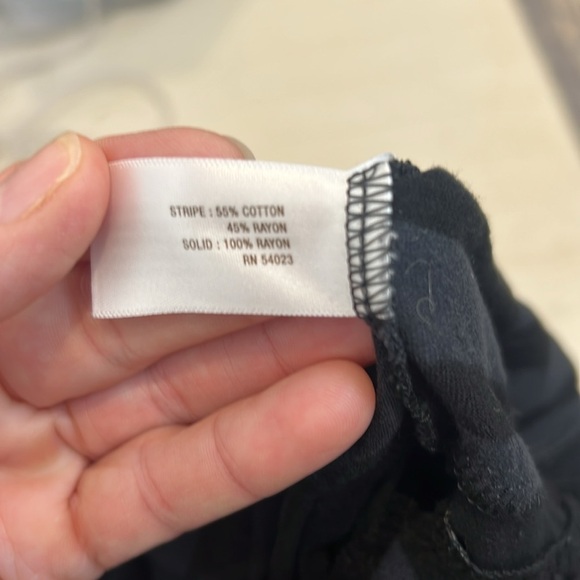 STRIPE : 55% COTTON
45% RAYON
SOLID : 100% RAYON
RN 54023